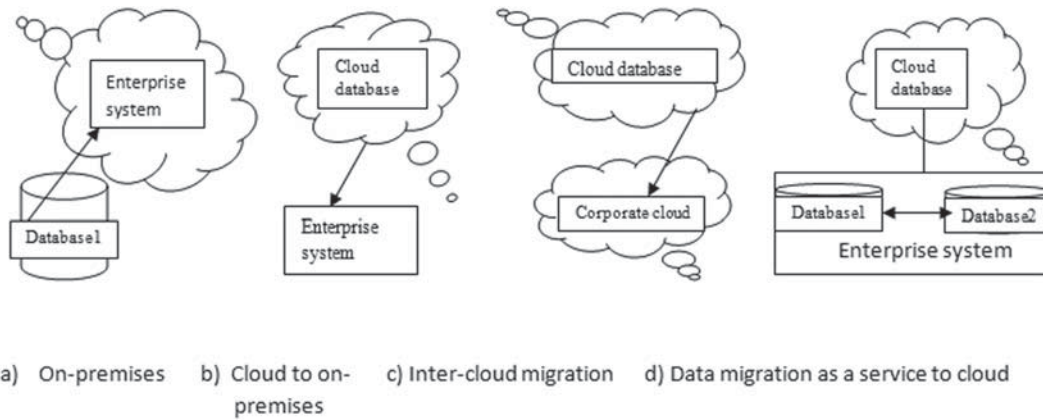 Enterprise
system
Database1
Cloud
database
Enterprise
system
Cloud database
Corporate cloud
Cloud
database
Database1
Database2
Enterprise system
a) On-premises
b) Cloud to on-
premises
c) Inter-cloud migration
d) Data migration as a service to cloud